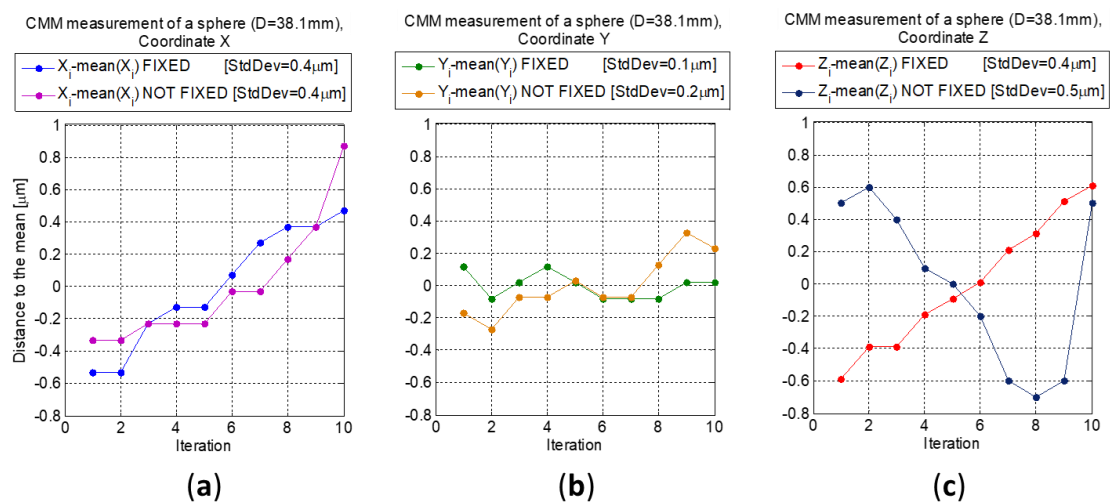 CMM measurement of a sphere (D=38.1mm),
Coordinate X
Xi-mean(Xi) FIXED [StdDev=0.4μm]
Xi-mean(Xi) NOT FIXED [StdDev=0.4μm]
1
0.8
0.6
0.4
0.2
0
-0.2
-0.4
-0.6
-0.8
Distance to the mean [μm]
0 2 4 6 8 10
Iteration
(a)
CMM measurement of a sphere (D=38.1mm),
Coordinate Y
Yi-mean(Yi) FIXED [StdDev=0.1μm]
Yi-mean(Yi) NOT FIXED [StdDev=0.2μm]
1
0.8
0.6
0.4
0.2
0
-0.2
-0.4
-0.6
-0.8
0 2 4 6 8 10
Iteration
(b)
CMM measurement of a sphere (D=38.1mm),
Coordinate Z
Zi-mean(Zi) FIXED [StdDev=0.4μm]
Zi-mean(Zi) NOT FIXED [StdDev=0.5μm]
1
0.8
0.6
0.4
0.2
0
-0.2
-0.4
-0.6
-0.8
0 2 4 6 8 10
Iteration
(c)